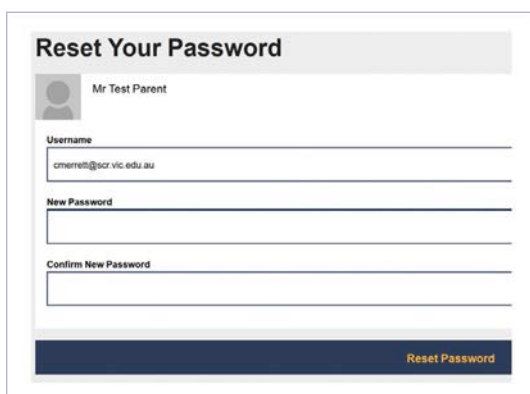 Reset Your Password
Mr Test Parent
Username
cmerrett@scr.vic.edu.au
New Password
Confirm New Password
Reset Password